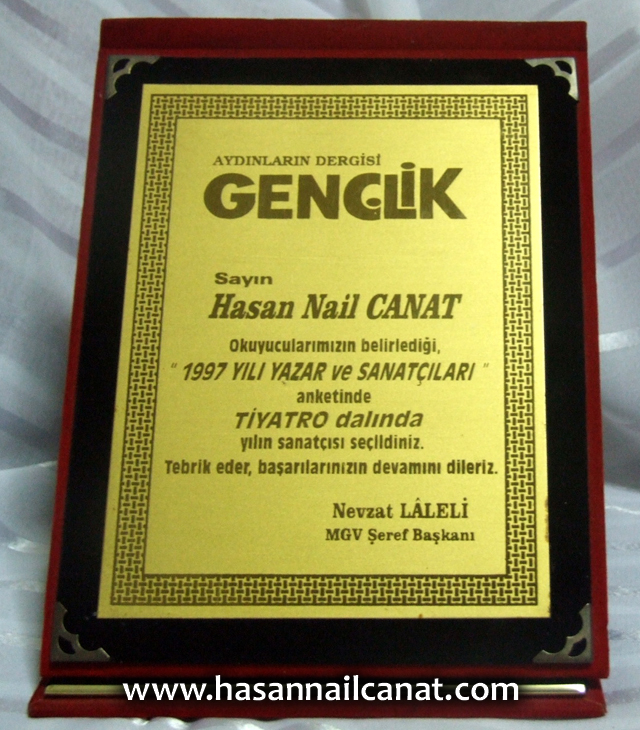 AYDINLARIN DERGİSİ
GENÇLİK
Sayın
Hasan Nail CANAT
Okuyucularımızın belirlediği,
" 1997 YILI YAZAR ve SANATÇILARI "
anketinde
TİYATRO dalında
yılın sanatçısı seçildiniz.
Tebrik eder, başarılarınızın devamını dileriz.
Nevzat LÂLELİ
MGV Şeref Başkanı
www.hasannailcanat.com